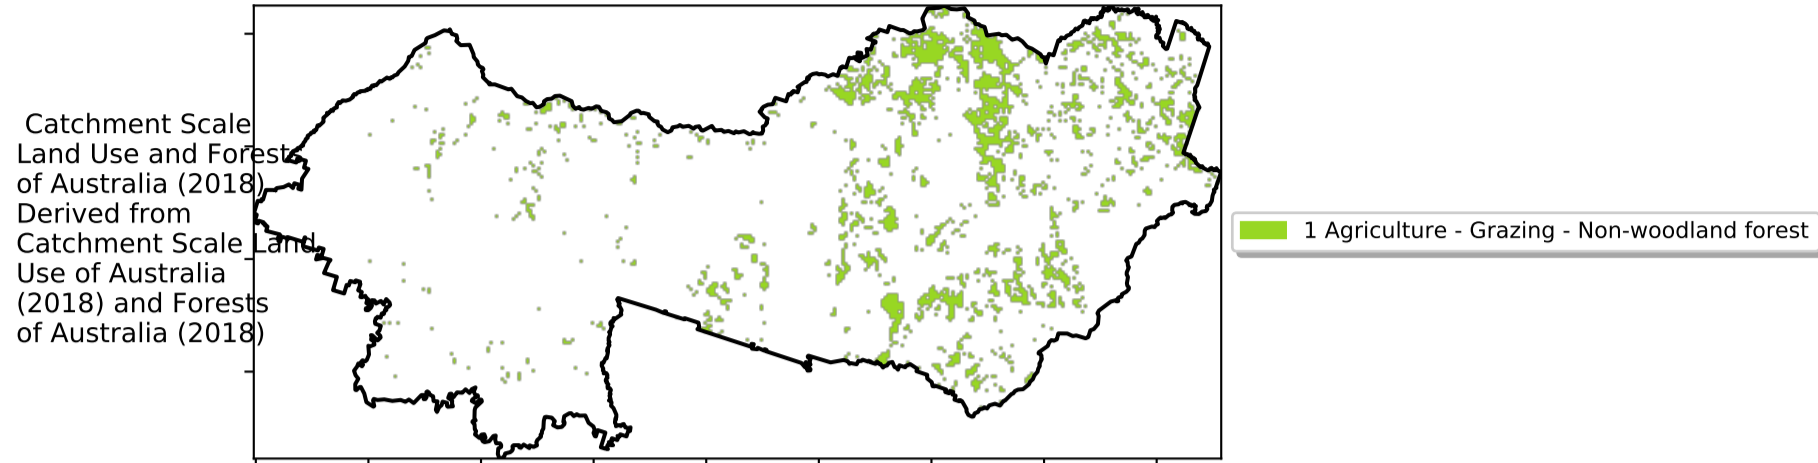 Catchment Scale
Land Use and Forests
of Australia (2018)
Derived from
Catchment Scale Land
Use of Australia
(2018) and Forests
of Australia (2018)
1 Agriculture - Grazing - Non-woodland forest